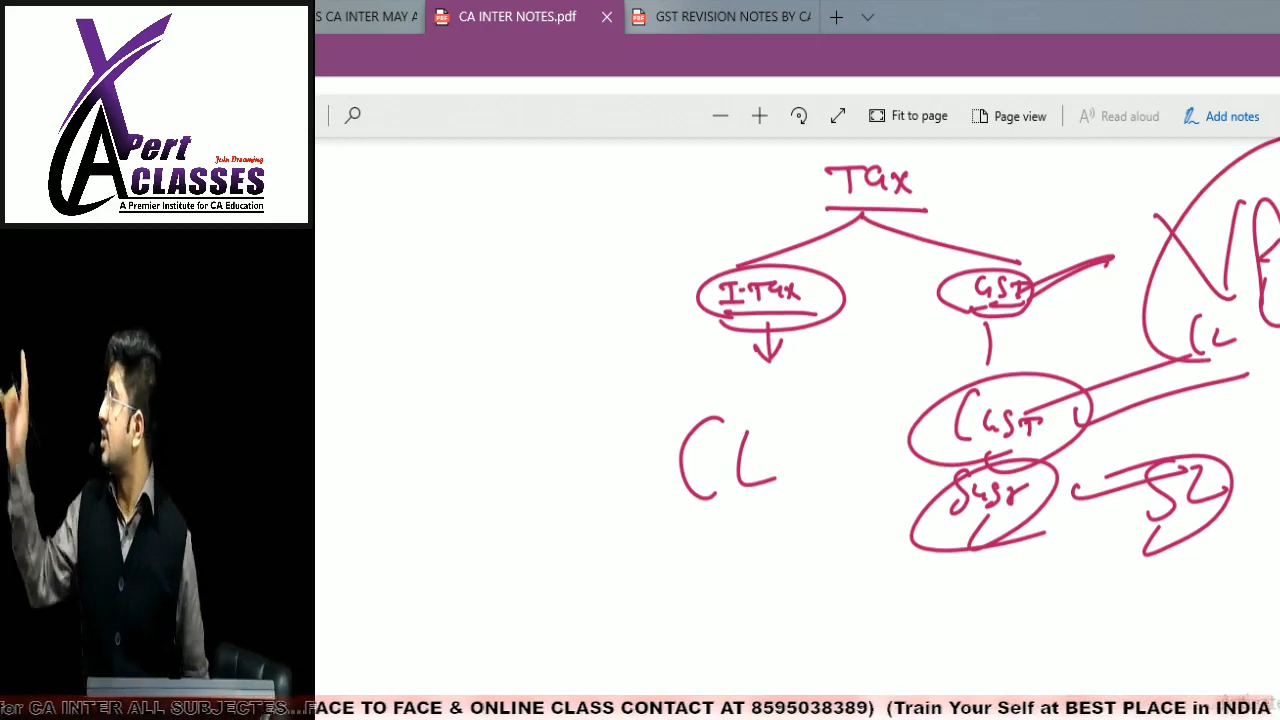 S CA INTER MAY A
CA INTER NOTES.pdf
GST REVISION NOTES BY CA
Fit to page
Page view
Read aloud
Add notes
XPert
Join Dreaming
CA CLASSES
A Premier Institute for CA Education
Tax
I-Tax
GST
CL
CGST
CL
SGST
SL
for CA INTER ALL SUBJECTES...FACE TO FACE & ONLINE CLASS CONTACT AT 8595038389) (Train Your Self at BEST PLACE in INDIA